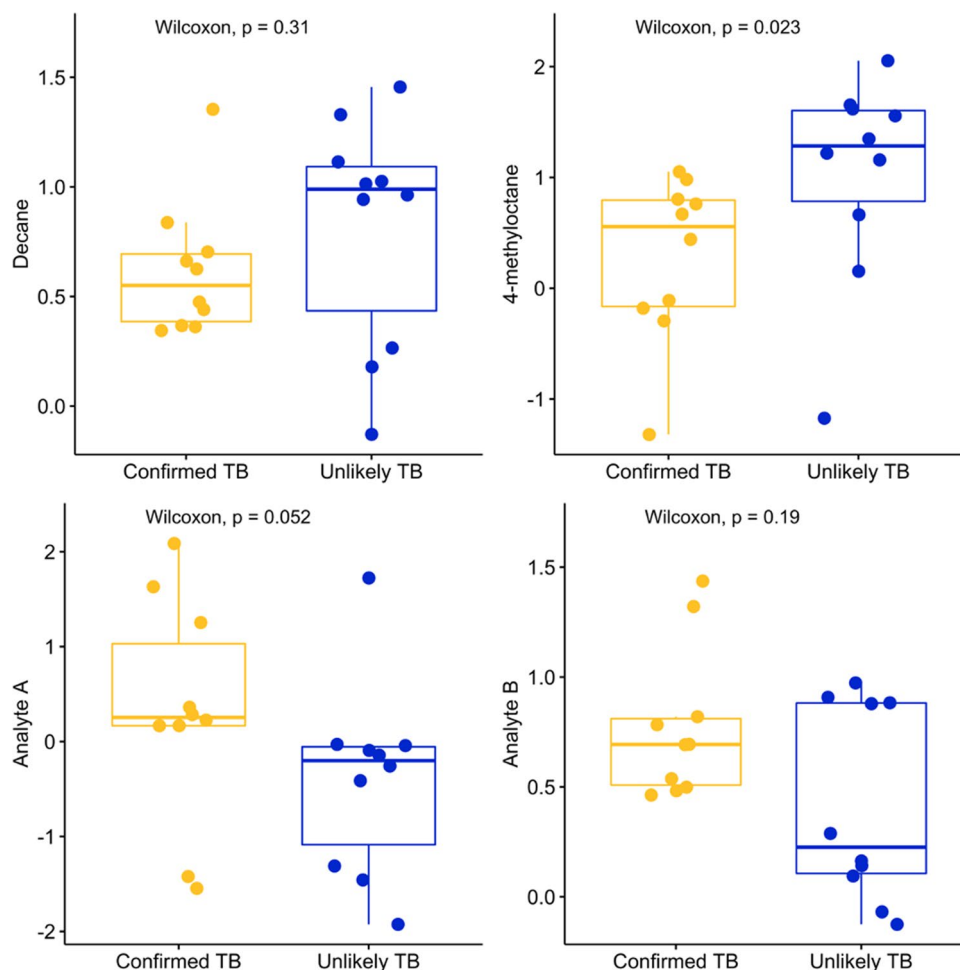 Wilcoxon, p = 0.31
Decane
1.5
1.0
0.5
0.0
Confirmed TB
Unlikely TB
Wilcoxon, p = 0.023
4-methyloctane
2
1
0
-1
Confirmed TB
Unlikely TB
Wilcoxon, p = 0.052
Analyte A
2
1
0
-1
-2
Confirmed TB
Unlikely TB
Wilcoxon, p = 0.19
Analyte B
1.5
1.0
0.5
0.0
Confirmed TB
Unlikely TB